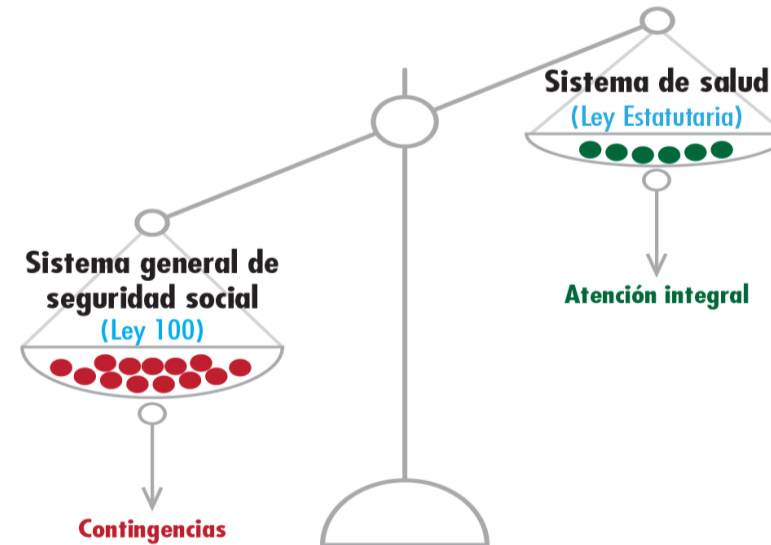 Sistema de salud
(Ley Estatutaria)
Atención integral
Sistema general de
seguridad social
(Ley 100)
Contingencias